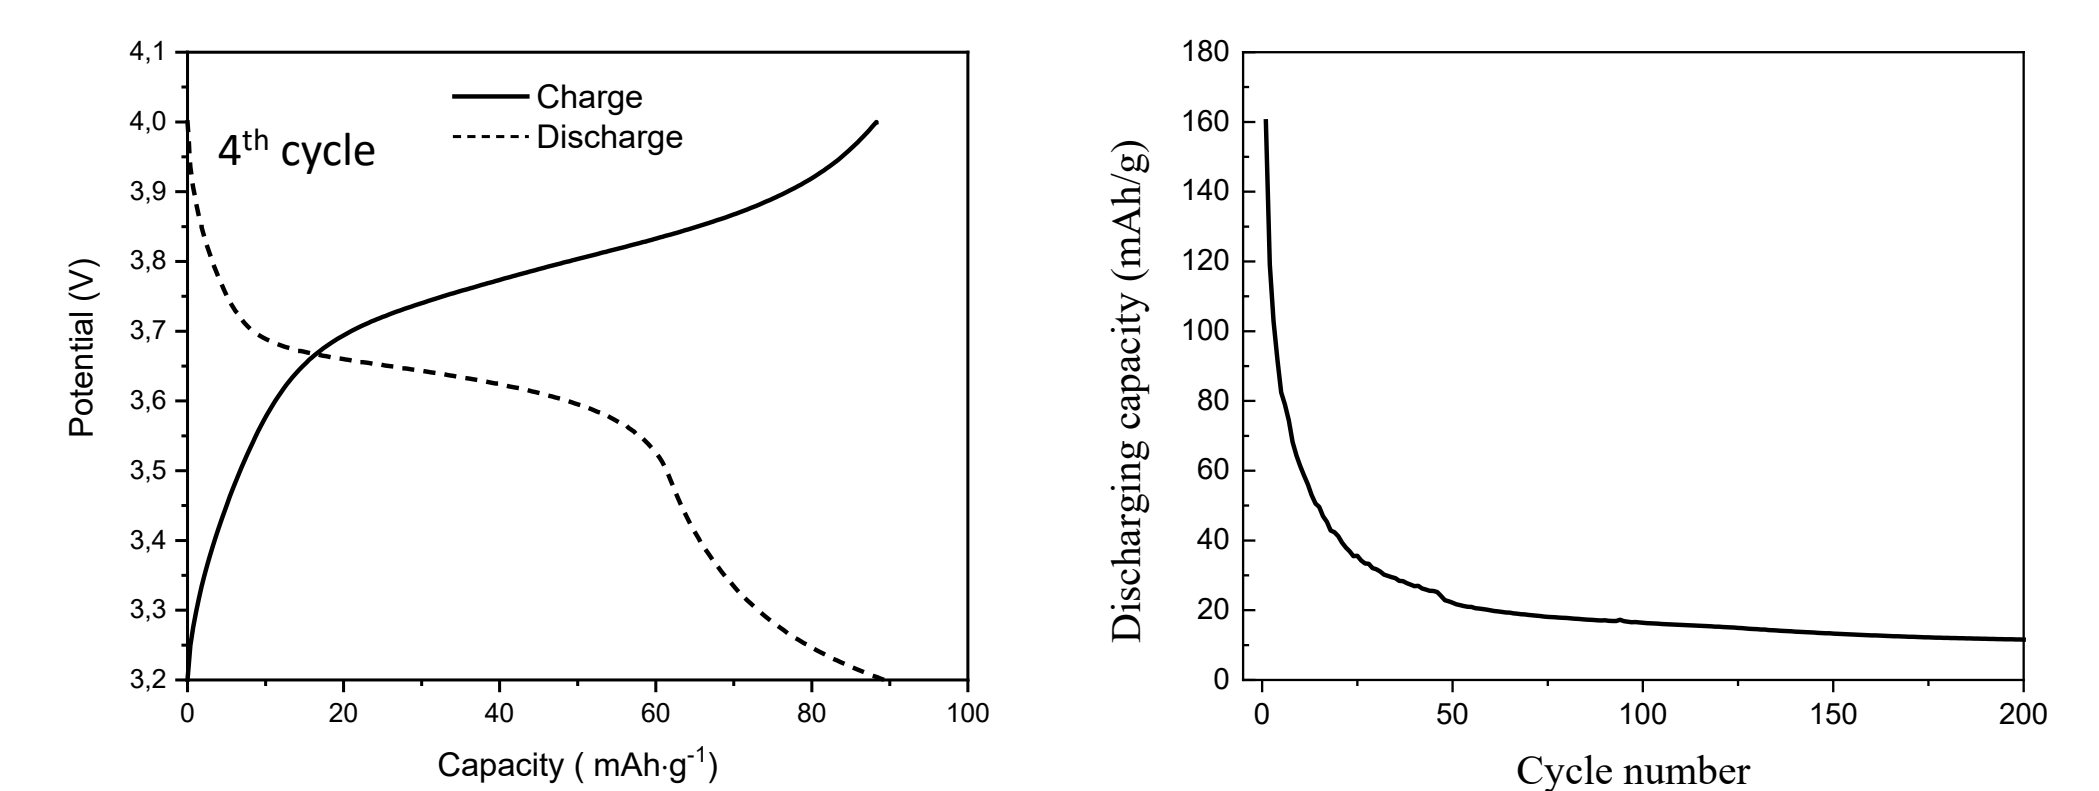 4,1
4,0
3,9
3,8
3,7
3,6
3,5
3,4
3,3
3,2
Potential (V)
Charge
Discharge
4th cycle
0 20 40 60 80 100
Capacity ( mAh·g-1)
180
160
140
120
100
80
60
40
20
0
Discharging capacity (mAh/g)
0 50 100 150 200
Cycle number